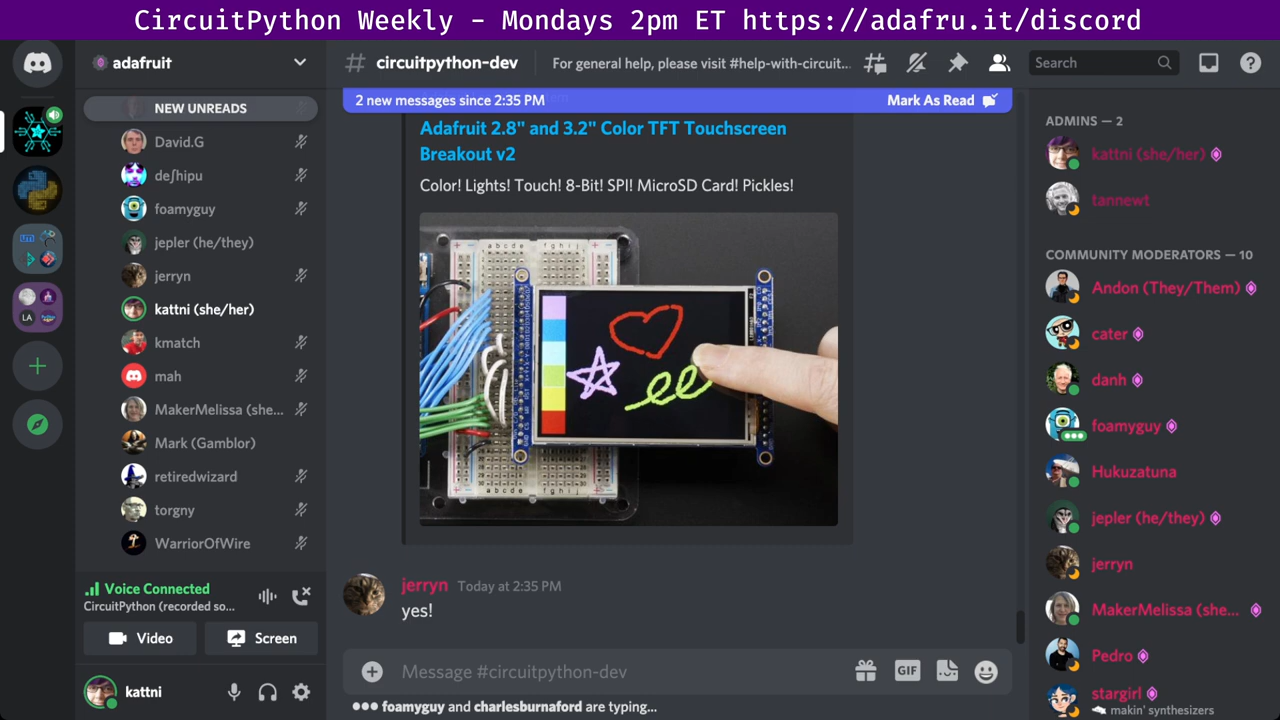 CircuitPython Weekly - Mondays 2pm ET https://adafru.it/discord
adafruit
NEW UNREADS
David.G
de∫hipu
foamyguy
jepler (he/they)
jerryn
kattni (she/her)
kmatch
mah
MakerMelissa (she...
Mark (Gamblor)
retiredwizard
torgny
WarriorOfWire
Voice Connected
CircuitPython (recorded so...
Video
Screen
kattni
LA
# circuitpython-dev
For general help, please visit #help-with-circuit...
Search
2 new messages since 2:35 PM
Mark As Read
Adafruit 2.8" and 3.2" Color TFT Touchscreen
Breakout v2
Color! Lights! Touch! 8-Bit! SPI! MicroSD Card! Pickles!
a b c d e
f g h i j
jerryn Today at 2:35 PM
yes!
Message #circuitpython-dev
GIF
foamyguy and charlesburnaford are typing...
ADMINS — 2
kattni (she/her)
tannewt
COMMUNITY MODERATORS — 10
Andon (They/Them)
cater
danh
foamyguy
Hukuzatuna
jepler (he/they)
jerryn
MakerMelissa (she...
Pedro
stargirl
makin' synthesizers